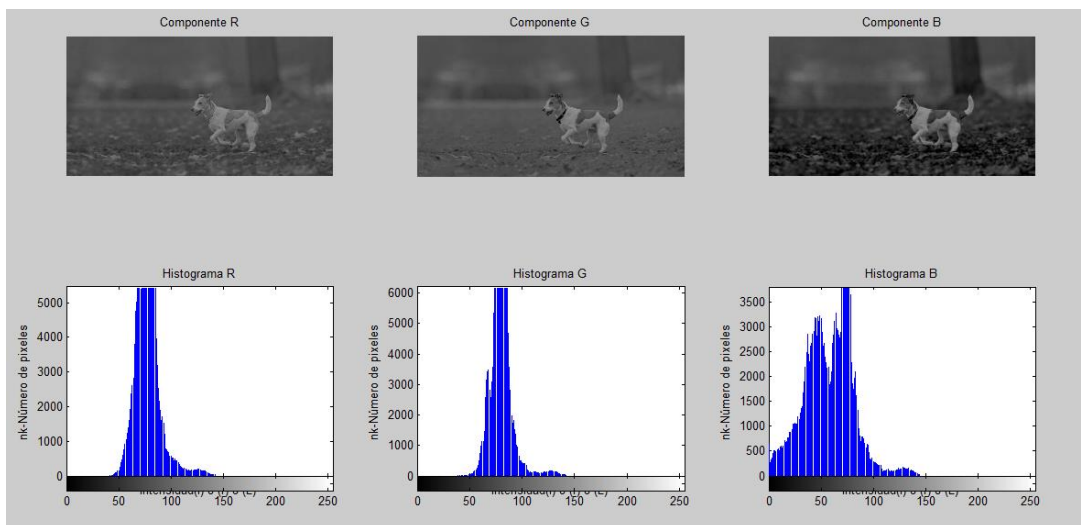 Componente R
Componente G
Componente B
Histograma R
Histograma G
Histograma B
nk-Número de pixeles
5000
4000
3000
2000
1000
0
0 50 100 150 200 250
nk-Número de pixeles
6000
5000
4000
3000
2000
1000
0
0 50 100 150 200 250
nk-Número de pixeles
3500
3000
2500
2000
1500
1000
500
0
0 50 100 150 200 250